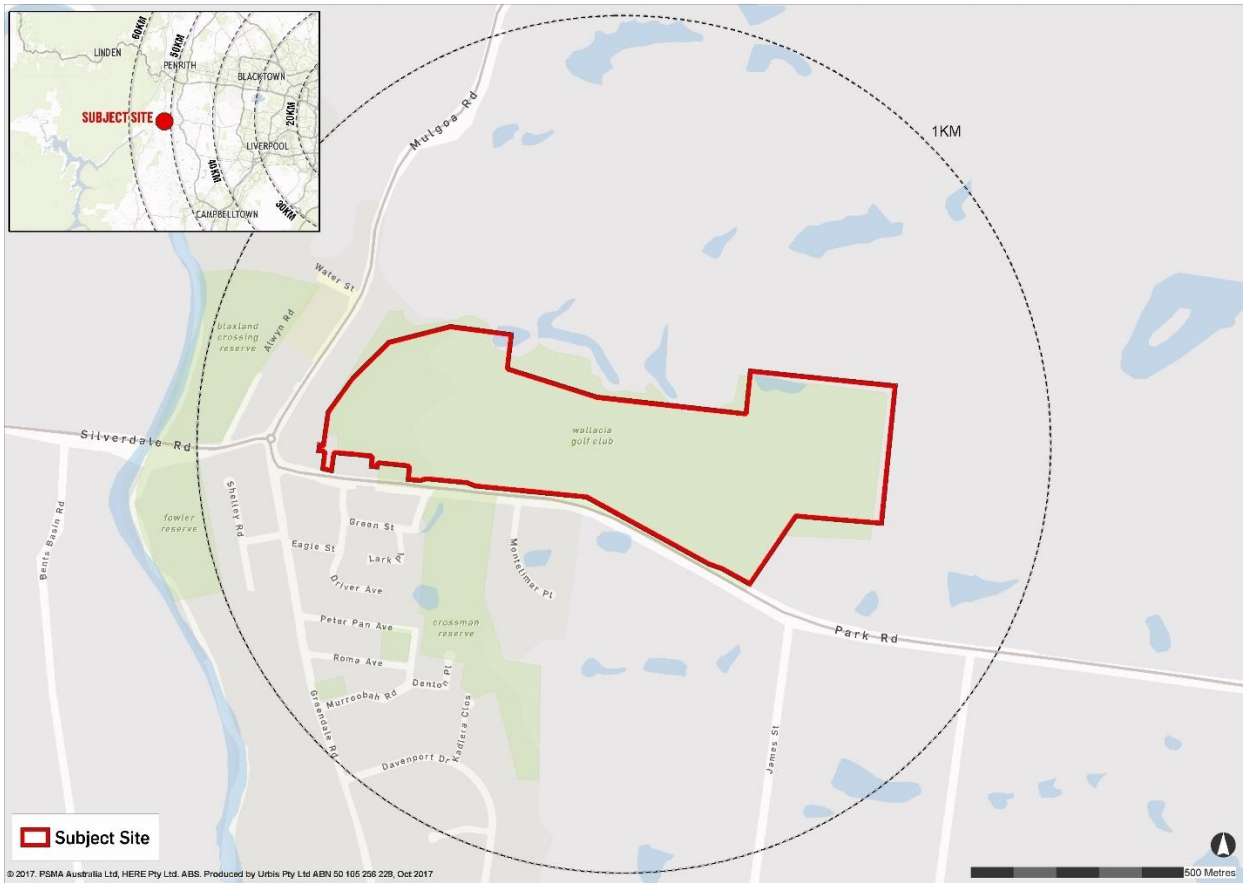 60KM
50KM
LINDEN
PENRITH
BLACKTOWN
SUBJECT SITE
20KM
LIVERPOOL
40KM
30KM
CAMPBELLTOWN
Mulgoa Rd
1KM
Water St
Alwyn Rd
blaxland
crossing
reserve
wallacia
golf club
Silverdale Rd
Bents Basin Rd
Shelley Rd
fowler
reserve
Green St
Eagle St
Lark Pl
Driver Ave
Montelimar Pl
Peter Pan Ave
crossman
reserve
Park Rd
Roma Ave
Denton Pl
Murroobah Rd
Greendale Rd
Kadiera Clos
Davenport Dr
James St
Subject Site
© 2017. PSMA Australia Ltd, HERE Pty Ltd. ABS. Produced by Urbis Pty Ltd ABN 50 105 256 228, Oct 2017
500 Metres